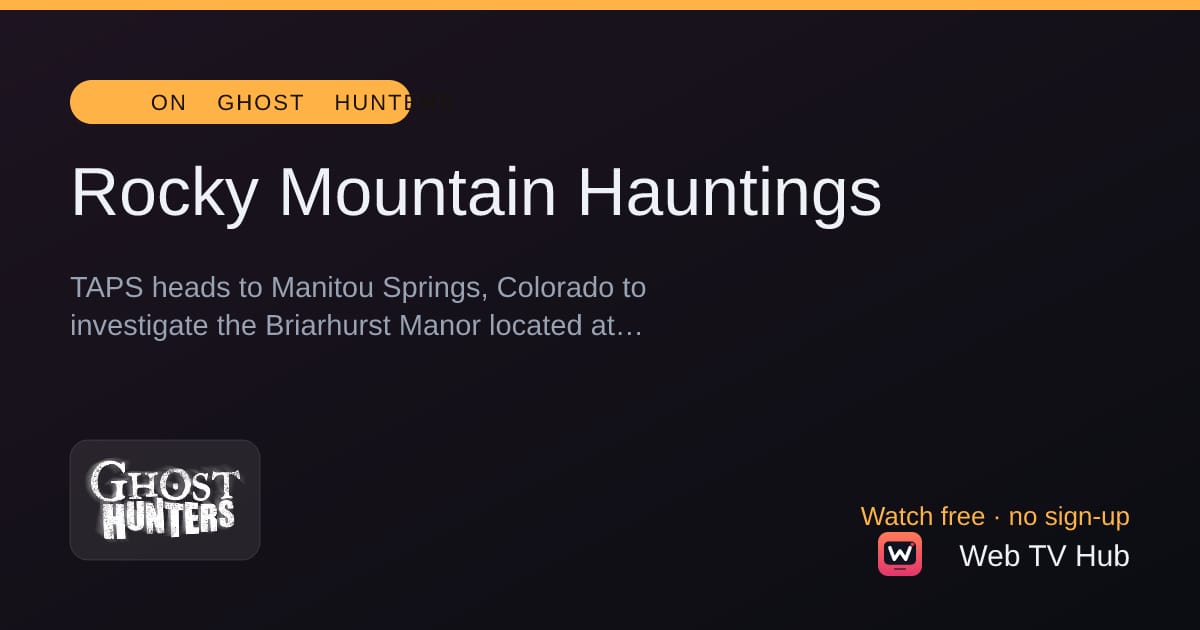 ON GHOST HUNTERS
Rocky Mountain Hauntings
TAPS heads to Manitou Springs, Colorado to
investigate the Briarhurst Manor located at…
GHOST
HUNTERS
Watch free · no sign-up
W
Web TV Hub